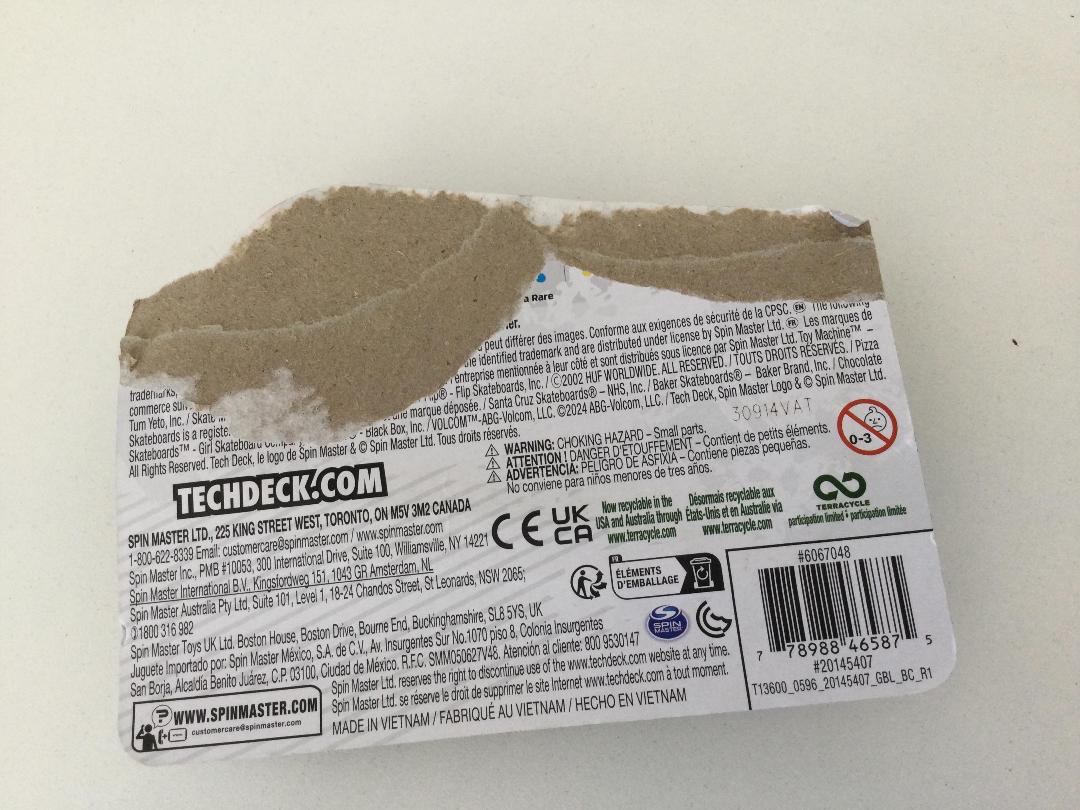 a Rare
peut différer des images. Conforme aux exigences de sécurité de la CPSC. EN The following
identified trademark and are distributed under license by Spin Master Ltd. FR Les marques de
entreprise mentionnée à leur côté et sont distribués sous licence par Spin Master Ltd. Toy Machine™ –
trademarks, - Flip Skateboards, Inc. / ©2002 HUF WORLDWIDE. ALL RESERVED. / TOUTS DROITS RÉSERVÉS. / Pizza
commerce une marque déposée. / Santa Cruz Skateboards® – NHS, Inc. / Baker Skateboards® – Baker Brand, Inc. / Chocolate
Tum Yeto, Inc. / - Black Box, Inc. / VOLCOM™-ABG-Volcom, LLC. ©2024 ABG-Volcom, LLC. / Tech Deck, Spin Master Logo & © Spin Master Ltd.
Skateboards is a
Skateboards™ - Girl Skateboard
All Rights Reserved. Tech Deck, le logo de Spin Master & © Spin Master Ltd. Tous droits réservés.
30914VAT
0-3
WARNING: CHOKING HAZARD – Small parts.
ATTENTION ! DANGER D'ÉTOUFFEMENT – Contient de petits éléments.
ADVERTENCIA: PELIGRO DE ASFIXIA – Contiene piezas pequeñas.
No conviene para niños menores de tres años.
TECHDECK.COM
SPIN MASTER LTD., 225 KING STREET WEST, TORONTO, ON M5V 3M2 CANADA
1-800-622-8339 Email: customercare@spinmaster.com / www.spinmaster.com
Spin Master Inc., PMB #10053, 300 International Drive, Suite 100, Williamsville, NY 14221
Spin Master International B.V., Kingsfordweg 151, 1043 GR Amsterdam, NL
Spin Master Australia Pty Ltd, Suite 101, Level 1, 18-24 Chandos Street, St Leonards, NSW 2065;
1800 316 982
Spin Master Toys UK Ltd. Boston House, Boston Drive, Bourne End, Buckinghamshire, SL8 5YS, UK
Juguete Importado por: Spin Master México, S.A. de C.V., Av. Insurgentes Sur No.1070 piso 8, Colonia Insurgentes
San Borja, Alcaldía Benito Juárez, C.P. 03100, Ciudad de México. R.F.C. SMM050627V48. Atención al cliente: 800 9530147
Spin Master Ltd. reserves the right to discontinue use of the www.techdeck.com website at any time.
Spin Master Ltd. se réserve le droit de supprimer le site Internet www.techdeck.com à tout moment.
MADE IN VIETNAM / FABRIQUÉ AU VIETNAM / HECHO EN VIETNAM
WWW.SPINMASTER.COM
customercare@spinmaster.com
CE UK CA
Now recyclable in the
USA and Australia through
www.terracycle.com
Désormais recyclable aux
États-Unis et en Australie via
www.terracycle.com
TERRACYCLE
participation limited • participation limitée
FR
ÉLÉMENTS
D'EMBALLAGE
SPIN
MASTER
#6067048
7 78988 46587 5
#20145407
T13600_0596_20145407_GBL_BC_R1